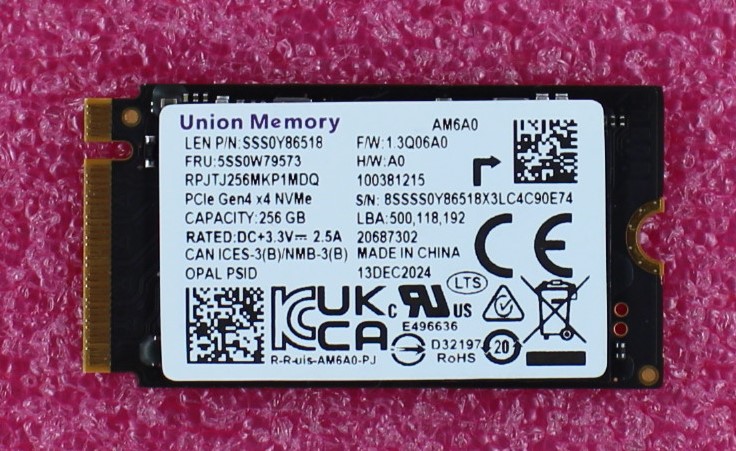 Union Memory
AM6A0
LEN P/N:SSS0Y86518
F/W:1.3Q06A0
FRU:5SS0W79573
H/W:A0
RPJTJ256MKP1MDQ
100381215
PCIe Gen4 x4 NVMe
S/N: 8SSSS0Y86518X3LC4C90E74
CAPACITY:256 GB
LBA:500,118,192
RATED:DC+3.3V⎓ 2.5A
20687302
CAN ICES-3(B)/NMB-3(B)
MADE IN CHINA
OPAL PSID
13DEC2024
CE
LTS
UK
CA
c RU US
E496636
R-R-uis-AM6A0-PJ
D32197
RoHS
20